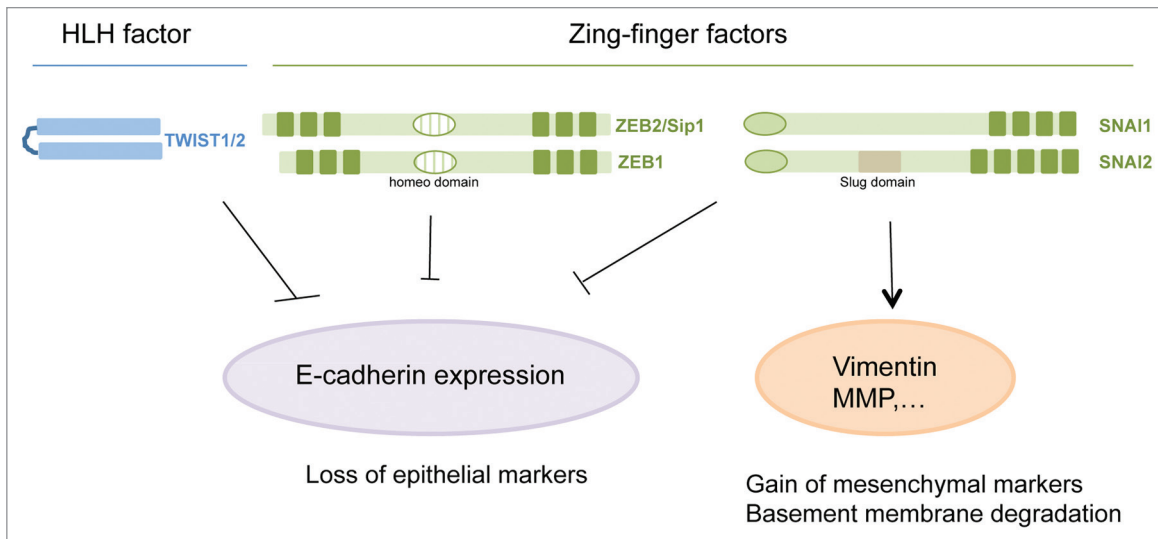 HLH factor
Zing-finger factors
TWIST1/2
ZEB2/Sip1
ZEB1
homeo domain
SNAI1
SNAI2
Slug domain
E-cadherin expression
Vimentin
MMP,...
Loss of epithelial markers
Gain of mesenchymal markers
Basement membrane degradation